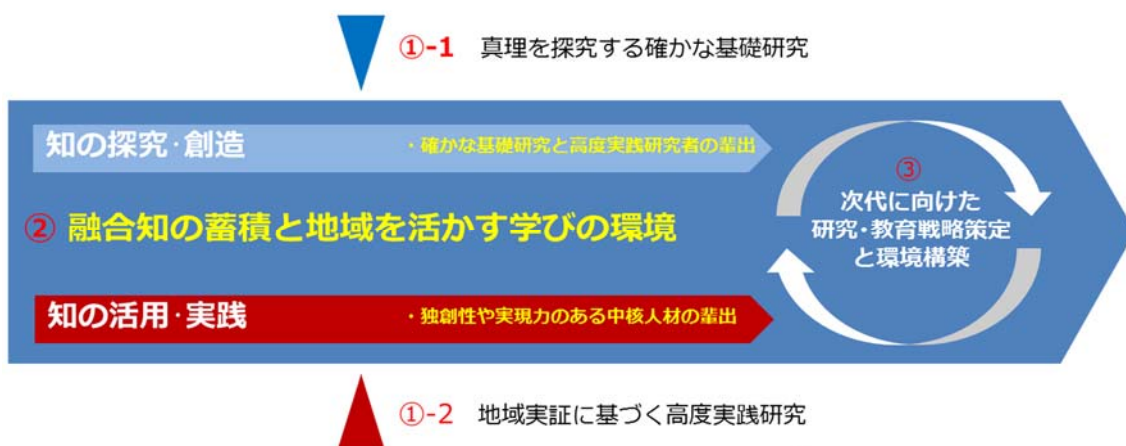 ①-1 真理を探究する確かな基礎研究
知の探究·創造 ・確かな基礎研究と高度実践研究者の輩出
③
次代に向けた
研究・教育戦略策定
と環境構築
② 融合知の蓄積と地域を活かす学びの環境
知の活用·実践 ・独創性や実現力のある中核人材の輩出
①-2 地域実証に基づく高度実践研究